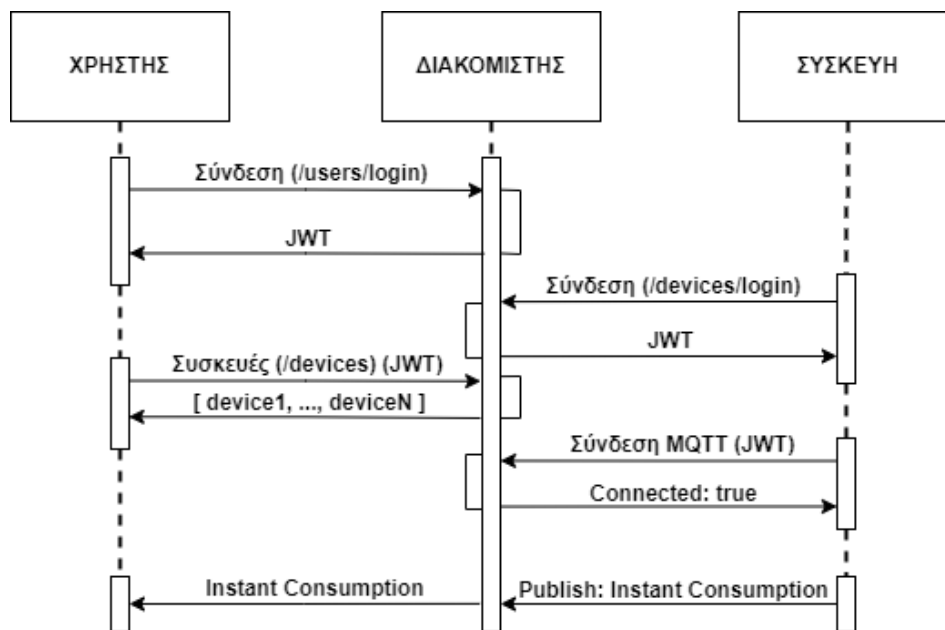 ΧΡΗΣΤΗΣ
ΔΙΑΚΟΜΙΣΤΗΣ
ΣΥΣΚΕΥΗ
Σύνδεση (/users/login)
JWT
Σύνδεση (/devices/login)
JWT
Συσκευές (/devices) (JWT)
[ device1, ..., deviceN ]
Σύνδεση MQTT (JWT)
Connected: true
Instant Consumption
Publish: Instant Consumption